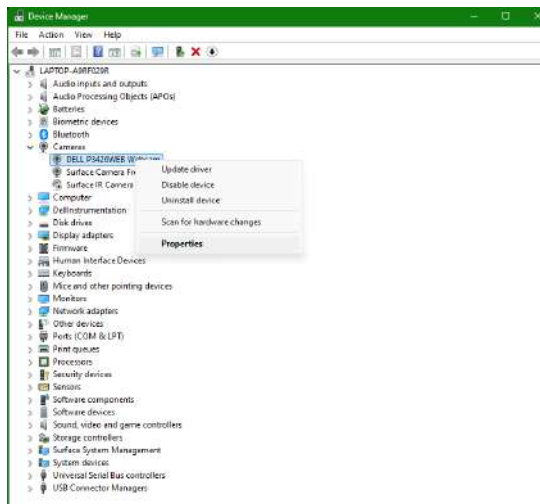 Device Manager
File Action View Help
LAPTOP-A9RF029R
Audio inputs and outputs
Audio Processing Objects (APOs)
Batteries
Biometric devices
Bluetooth
Cameras
DELL P3426WEB Webcam
Surface Camera
Surface IR Camera
Update driver
Disable device
Uninstall device
Scan for hardware changes
Properties
Computer
DellInstrumentation
Disk drives
Display adapters
Firmware
Human Interface Devices
Keyboards
Mice and other pointing devices
Monitors
Network adapters
Other devices
Ports (COM & LPT)
Print queues
Processors
Security devices
Sensors
Software components
Software devices
Sound, video and game controllers
Storage controllers
Surface System Management
System devices
Universal Serial Bus controllers
USB Connector Managers